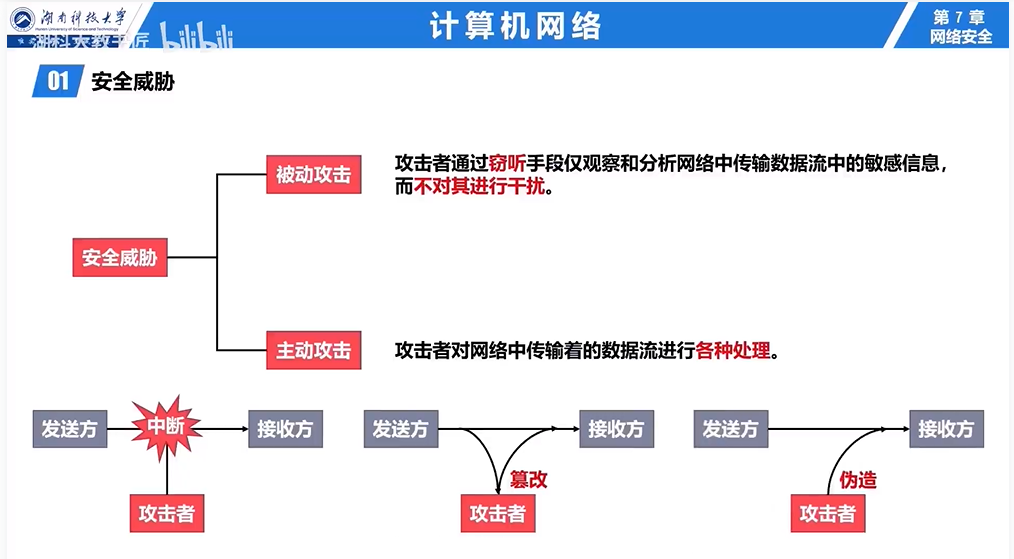 湖南科技大学
Hunan University of Science and Technology
计算机网络
第 7 章
网络安全
湖科大教书匠 bilibili
01 安全威胁
被动攻击
攻击者通过窃听手段仅观察和分析网络中传输数据流中的敏感信息，
而不对其进行干扰。
安全威胁
主动攻击
攻击者对网络中传输着的数据流进行各种处理。
发送方 中断 接收方
攻击者
发送方 接收方
篡改
攻击者
发送方 接收方
伪造
攻击者